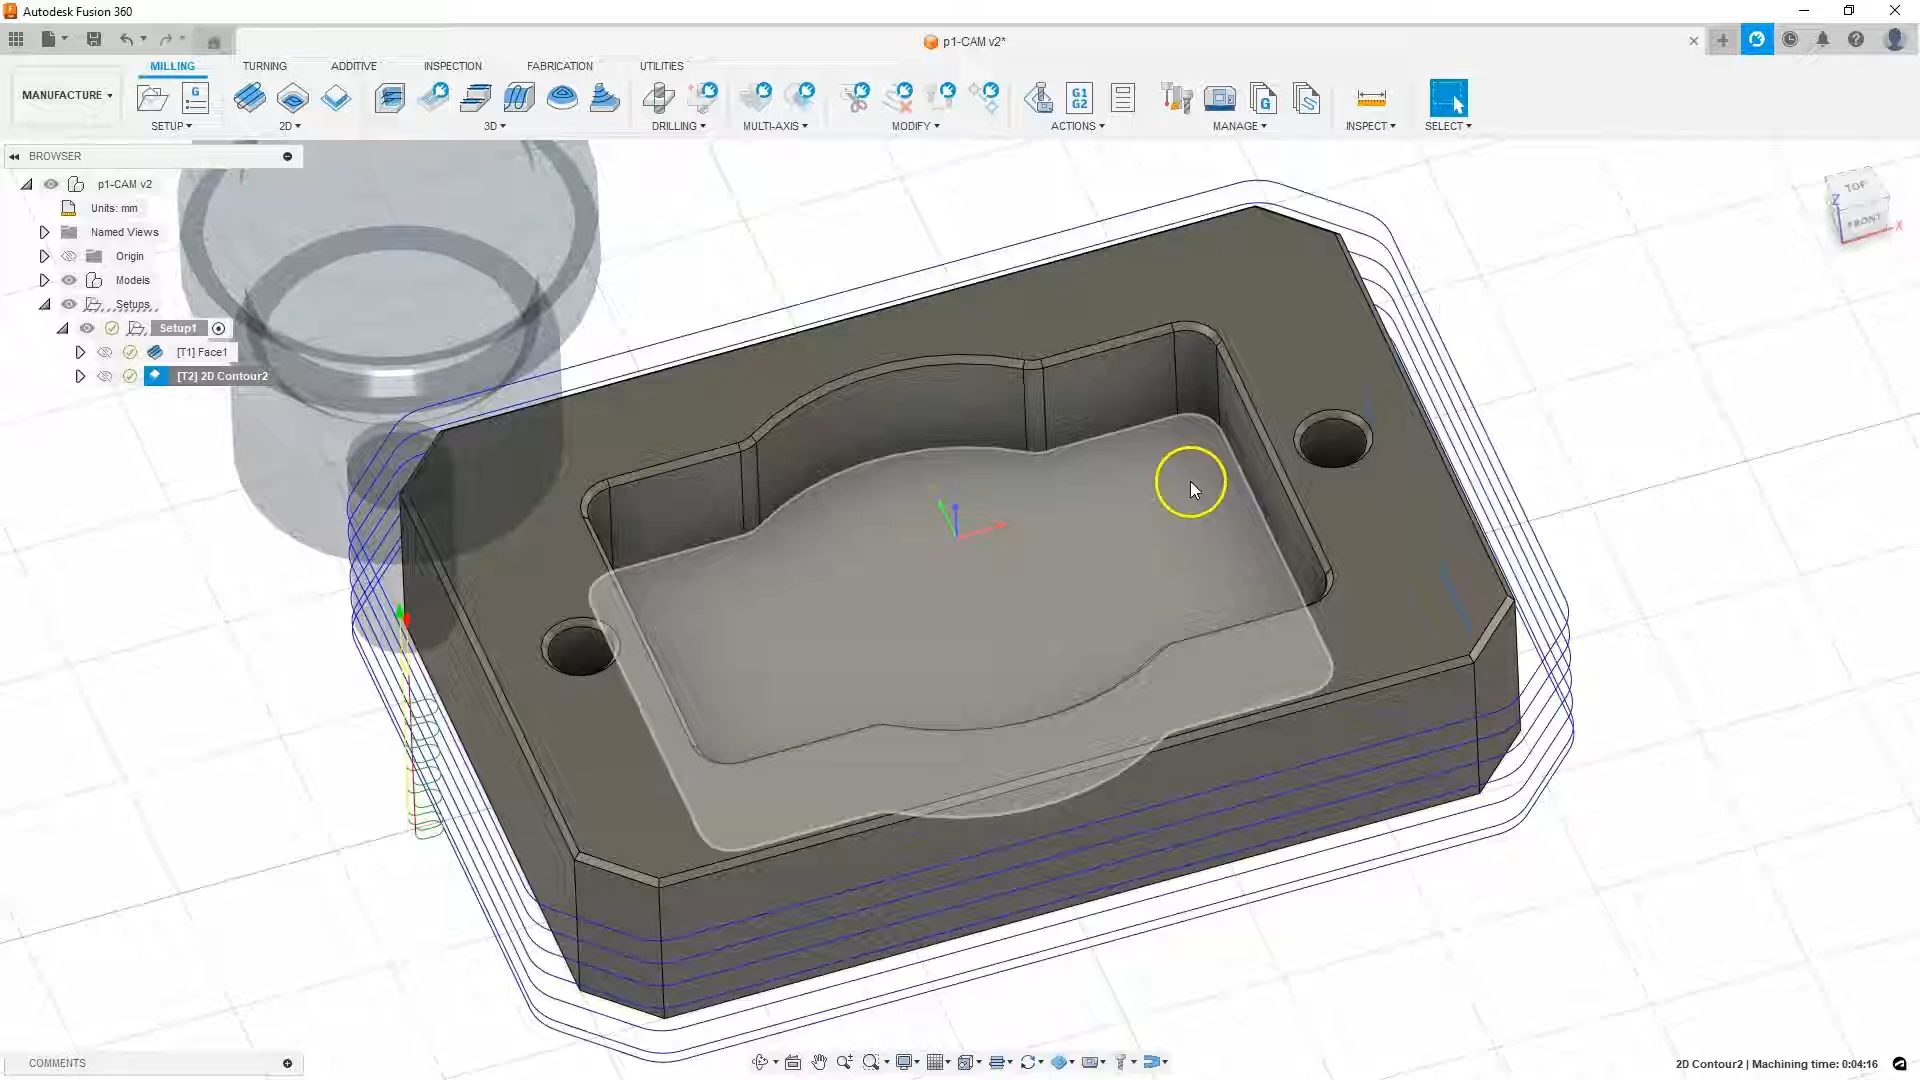 Autodesk Fusion 360
p1-CAM v2*
MILLING TURNING ADDITIVE INSPECTION FABRICATION UTILITIES
MANUFACTURE
G
G1
G2
G
SETUP 2D 3D DRILLING MULTI-AXIS MODIFY ACTIONS MANAGE INSPECT SELECT
BROWSER
p1-CAM v2
Units: mm
Named Views
Origin
Models
Setups
Setup1
[T1] Face1
[T2] 2D Contour2
TOP
FRONT
Z
X
COMMENTS
2D Contour2 | Machining time: 0:04:16